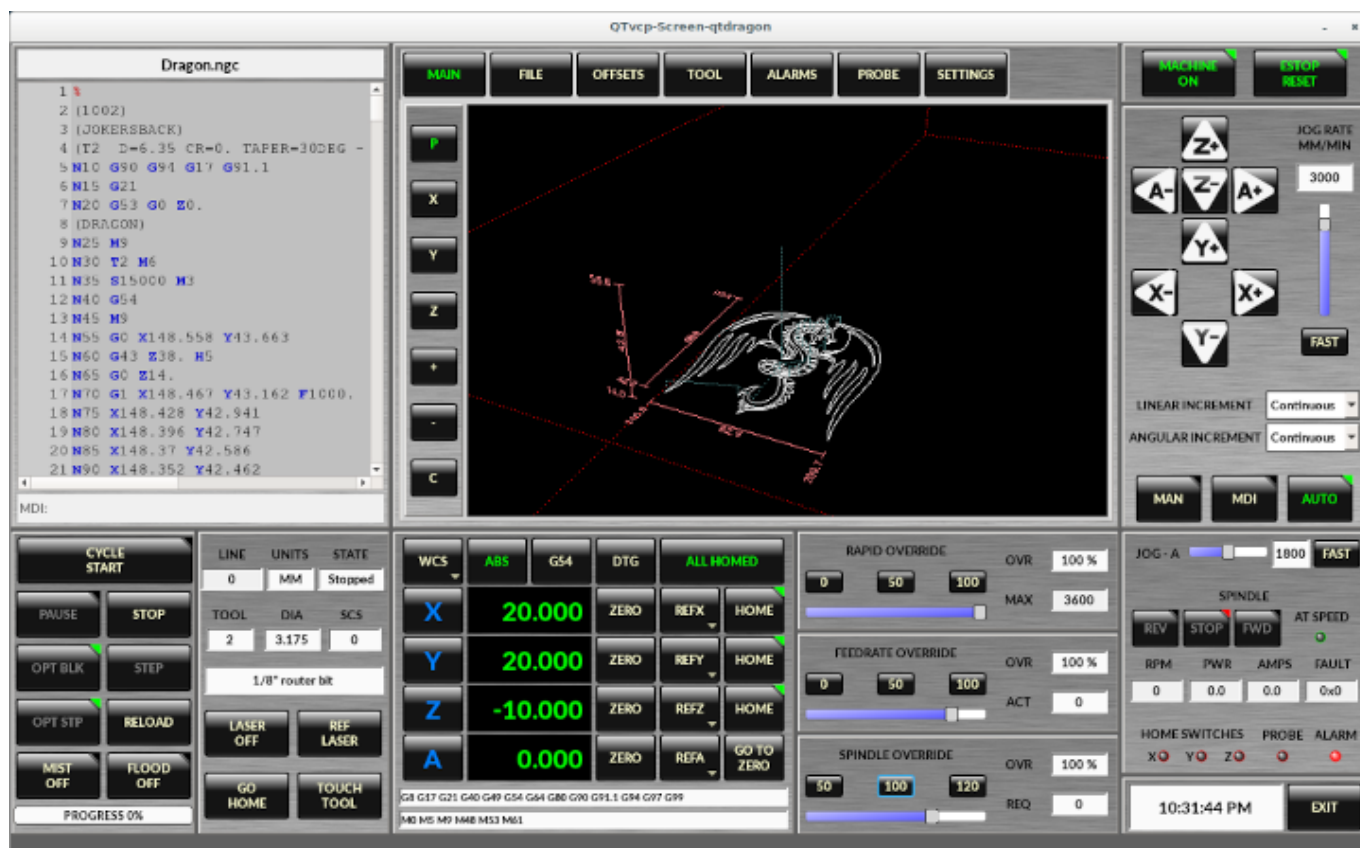 QTvcp-Screen-qtdragon
Dragon.ngc
1 %
2 (1002)
3 (JOKERSBACK)
4 (T2 D=6.35 CR=0. TAPER=30DEG -
5 N10 G90 G94 G17 G91.1
6 N15 G21
7 N20 G53 G0 Z0.
8 (DRAGON)
9 N25 M9
10 N30 T2 M6
11 N35 S15000 M3
12 N40 G54
13 N45 M9
14 N55 G0 X148.558 Y43.663
15 N60 G43 Z38. H5
16 N65 G0 Z14.
17 N70 G1 X148.467 Y43.162 F1000.
18 N75 X148.428 Y42.941
19 N80 X148.396 Y42.747
20 N85 X148.37 Y42.586
21 N90 X148.352 Y42.462
MDI:
MAIN FILE OFFSETS TOOL ALARMS PROBE SETTINGS
P
X
Y
Z
+
-
C
MACHINE ON
ESTOP RESET
Z+
A- Z- A+
Y+
X- X+
Y-
JOG RATE
MM/MIN
3000
FAST
LINEAR INCREMENT Continuous
ANGULAR INCREMENT Continuous
MAN MDI AUTO
CYCLE START
PAUSE STOP
OPT BLK STEP
OPT STP RELOAD
MIST OFF
FLOOD OFF
PROGRESS 0%
LINE UNITS STATE
0 MM Stopped
TOOL DIA SCS
2 3.175 0
1/8" router bit
LASER OFF
REF LASER
GO HOME
TOUCH TOOL
WCS ABS G54 DTG ALL HOMED
X 20.000 ZERO REFX HOME
Y 20.000 ZERO REFY HOME
Z -10.000 ZERO REFZ HOME
A 0.000 ZERO REFA GO TO ZERO
G8 G17 G21 G40 G49 G54 G64 G80 G90 G91.1 G94 G97 G99
M0 M5 M9 M48 M53 M61
RAPID OVERRIDE
OVR 100 %
0 50 100
MAX 3600
FEEDRATE OVERRIDE
OVR 100 %
0 50 100
ACT 0
SPINDLE OVERRIDE
OVR 100 %
50 100 120
REQ 0
JOG - A 1800 FAST
SPINDLE
REV STOP FWD AT SPEED
RPM PWR AMPS FAULT
0 0.0 0.0 0x0
HOME SWITCHES PROBE ALARM
X Y Z
10:31:44 PM EXIT